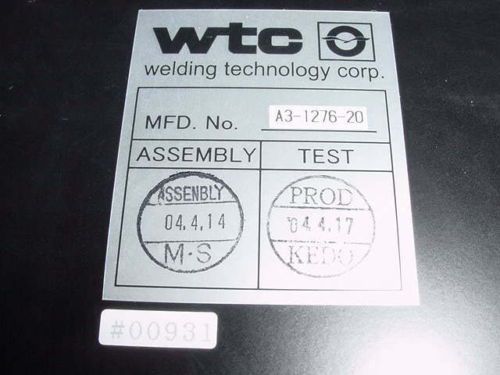 wtc
welding technology corp.
MFD. No. A3-1276-20
ASSEMBLY TEST
ASSENBLY
04.4.14
M·S
PROD
'04.4.17
KEDO
#00931